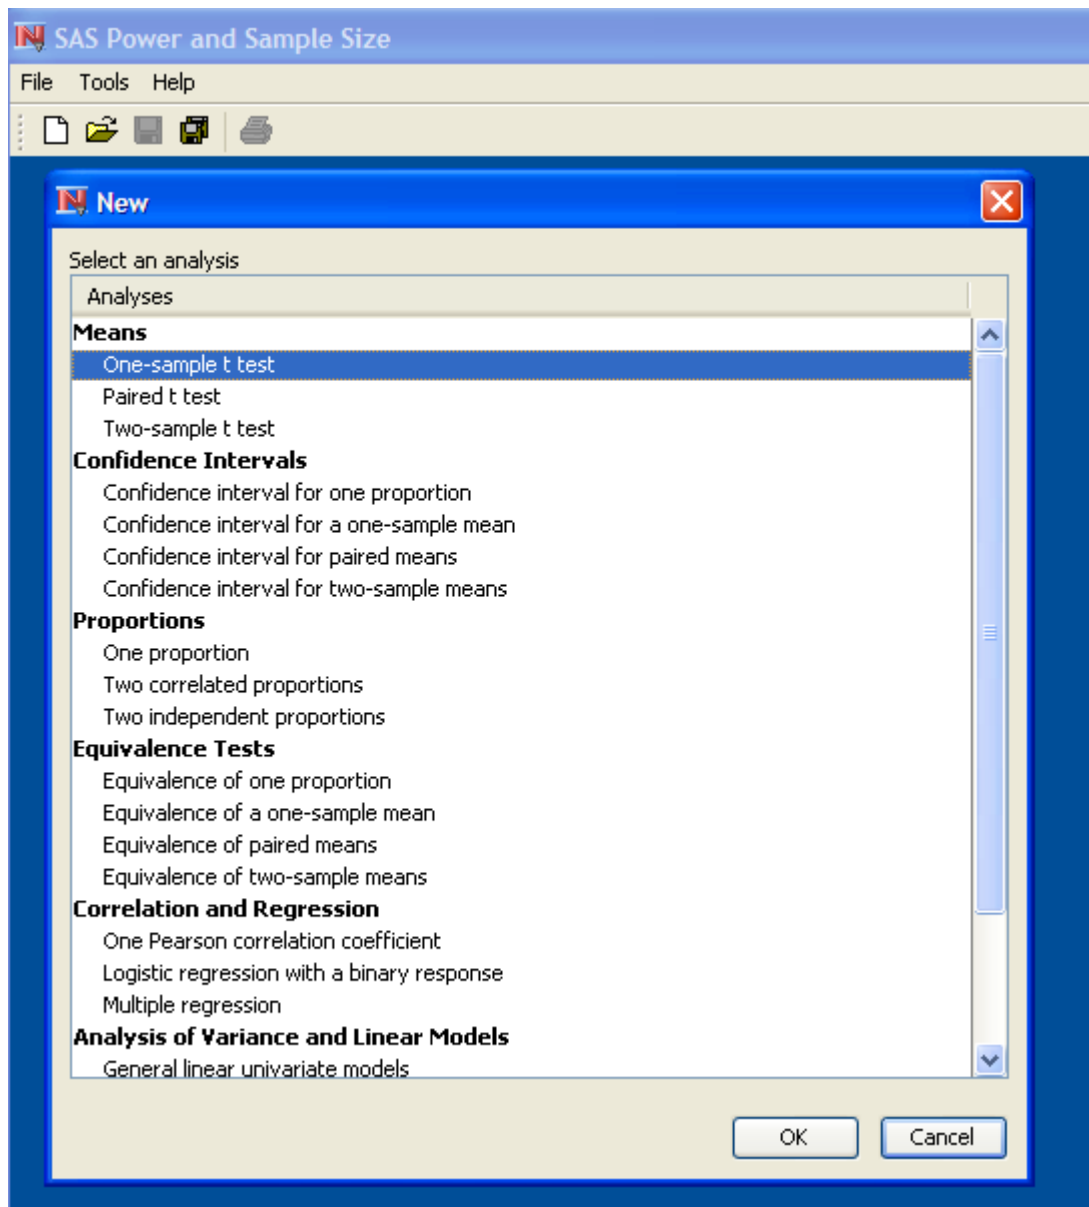 SAS Power and Sample Size
File Tools Help
New
Select an analysis
Analyses
Means
One-sample t test
Paired t test
Two-sample t test
Confidence Intervals
Confidence interval for one proportion
Confidence interval for a one-sample mean
Confidence interval for paired means
Confidence interval for two-sample means
Proportions
One proportion
Two correlated proportions
Two independent proportions
Equivalence Tests
Equivalence of one proportion
Equivalence of a one-sample mean
Equivalence of paired means
Equivalence of two-sample means
Correlation and Regression
One Pearson correlation coefficient
Logistic regression with a binary response
Multiple regression
Analysis of Variance and Linear Models
General linear univariate models
OK Cancel